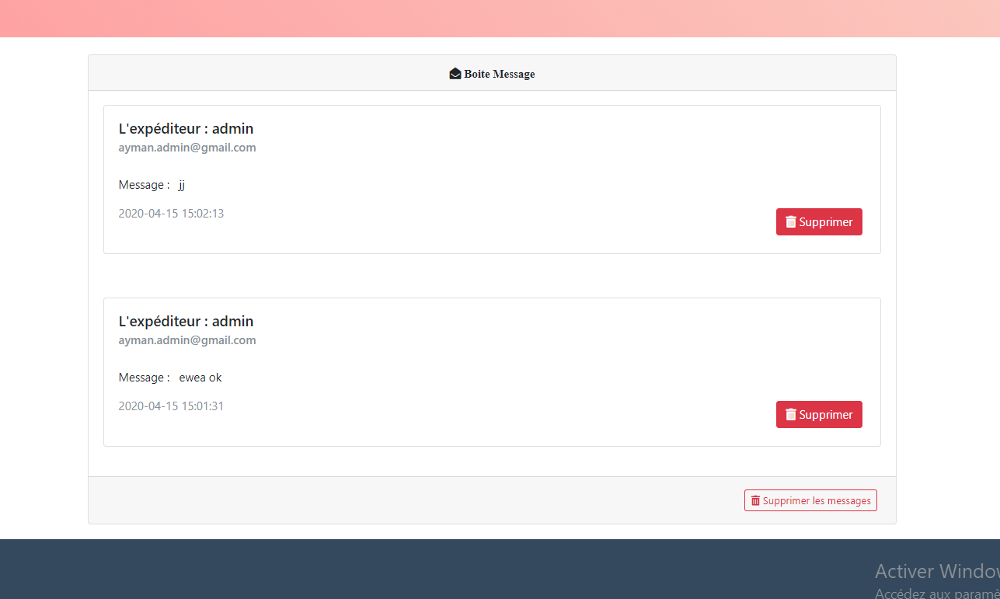 Boite Message
L'expéditeur : admin
ayman.admin@gmail.com
Message : jj
2020-04-15 15:02:13
Supprimer
L'expéditeur : admin
ayman.admin@gmail.com
Message : ewea ok
2020-04-15 15:01:31
Supprimer
Supprimer les messages
Activer Windo
Accédez aux paramè